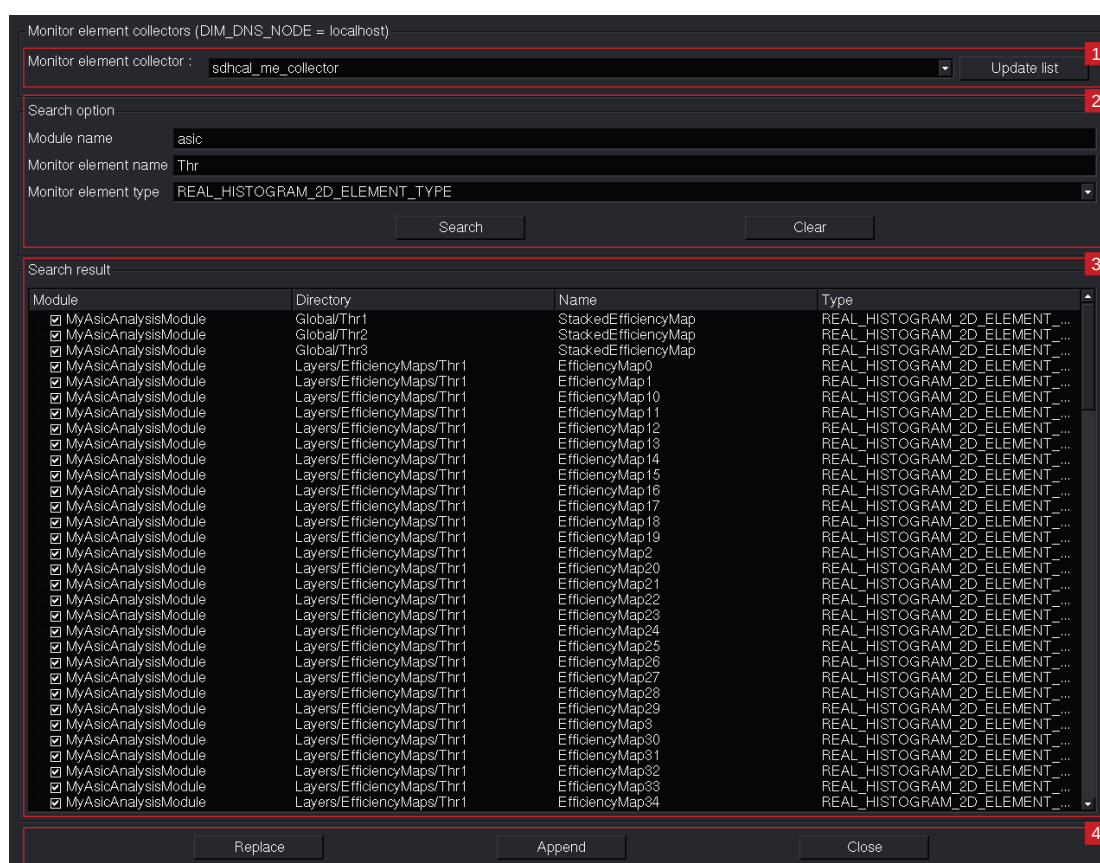 Monitor element collectors (DIM_DNS_NODE = localhost)
1
Monitor element collector : sdhcal_me_collector Update list
2
Search option
Module name asic
Monitor element name Thr
Monitor element type REAL_HISTOGRAM_2D_ELEMENT_TYPE
Search Clear
3
Search result
Module Directory Name Type
MyAsicAnalysisModule Global/Thr1 StackedEfficiencyMap REAL_HISTOGRAM_2D_ELEMENT_...
MyAsicAnalysisModule Global/Thr2 StackedEfficiencyMap REAL_HISTOGRAM_2D_ELEMENT_...
MyAsicAnalysisModule Global/Thr3 StackedEfficiencyMap REAL_HISTOGRAM_2D_ELEMENT_...
MyAsicAnalysisModule Layers/EfficiencyMaps/Thr1 EfficiencyMap0 REAL_HISTOGRAM_2D_ELEMENT_...
MyAsicAnalysisModule Layers/EfficiencyMaps/Thr1 EfficiencyMap1 REAL_HISTOGRAM_2D_ELEMENT_...
MyAsicAnalysisModule Layers/EfficiencyMaps/Thr1 EfficiencyMap10 REAL_HISTOGRAM_2D_ELEMENT_...
MyAsicAnalysisModule Layers/EfficiencyMaps/Thr1 EfficiencyMap11 REAL_HISTOGRAM_2D_ELEMENT_...
MyAsicAnalysisModule Layers/EfficiencyMaps/Thr1 EfficiencyMap12 REAL_HISTOGRAM_2D_ELEMENT_...
MyAsicAnalysisModule Layers/EfficiencyMaps/Thr1 EfficiencyMap13 REAL_HISTOGRAM_2D_ELEMENT_...
MyAsicAnalysisModule Layers/EfficiencyMaps/Thr1 EfficiencyMap14 REAL_HISTOGRAM_2D_ELEMENT_...
MyAsicAnalysisModule Layers/EfficiencyMaps/Thr1 EfficiencyMap15 REAL_HISTOGRAM_2D_ELEMENT_...
MyAsicAnalysisModule Layers/EfficiencyMaps/Thr1 EfficiencyMap16 REAL_HISTOGRAM_2D_ELEMENT_...
MyAsicAnalysisModule Layers/EfficiencyMaps/Thr1 EfficiencyMap17 REAL_HISTOGRAM_2D_ELEMENT_...
MyAsicAnalysisModule Layers/EfficiencyMaps/Thr1 EfficiencyMap18 REAL_HISTOGRAM_2D_ELEMENT_...
MyAsicAnalysisModule Layers/EfficiencyMaps/Thr1 EfficiencyMap19 REAL_HISTOGRAM_2D_ELEMENT_...
MyAsicAnalysisModule Layers/EfficiencyMaps/Thr1 EfficiencyMap2 REAL_HISTOGRAM_2D_ELEMENT_...
MyAsicAnalysisModule Layers/EfficiencyMaps/Thr1 EfficiencyMap20 REAL_HISTOGRAM_2D_ELEMENT_...
MyAsicAnalysisModule Layers/EfficiencyMaps/Thr1 EfficiencyMap21 REAL_HISTOGRAM_2D_ELEMENT_...
MyAsicAnalysisModule Layers/EfficiencyMaps/Thr1 EfficiencyMap22 REAL_HISTOGRAM_2D_ELEMENT_...
MyAsicAnalysisModule Layers/EfficiencyMaps/Thr1 EfficiencyMap23 REAL_HISTOGRAM_2D_ELEMENT_...
MyAsicAnalysisModule Layers/EfficiencyMaps/Thr1 EfficiencyMap24 REAL_HISTOGRAM_2D_ELEMENT_...
MyAsicAnalysisModule Layers/EfficiencyMaps/Thr1 EfficiencyMap25 REAL_HISTOGRAM_2D_ELEMENT_...
MyAsicAnalysisModule Layers/EfficiencyMaps/Thr1 EfficiencyMap26 REAL_HISTOGRAM_2D_ELEMENT_...
MyAsicAnalysisModule Layers/EfficiencyMaps/Thr1 EfficiencyMap27 REAL_HISTOGRAM_2D_ELEMENT_...
MyAsicAnalysisModule Layers/EfficiencyMaps/Thr1 EfficiencyMap28 REAL_HISTOGRAM_2D_ELEMENT_...
MyAsicAnalysisModule Layers/EfficiencyMaps/Thr1 EfficiencyMap29 REAL_HISTOGRAM_2D_ELEMENT_...
MyAsicAnalysisModule Layers/EfficiencyMaps/Thr1 EfficiencyMap3 REAL_HISTOGRAM_2D_ELEMENT_...
MyAsicAnalysisModule Layers/EfficiencyMaps/Thr1 EfficiencyMap30 REAL_HISTOGRAM_2D_ELEMENT_...
MyAsicAnalysisModule Layers/EfficiencyMaps/Thr1 EfficiencyMap31 REAL_HISTOGRAM_2D_ELEMENT_...
MyAsicAnalysisModule Layers/EfficiencyMaps/Thr1 EfficiencyMap32 REAL_HISTOGRAM_2D_ELEMENT_...
MyAsicAnalysisModule Layers/EfficiencyMaps/Thr1 EfficiencyMap33 REAL_HISTOGRAM_2D_ELEMENT_...
MyAsicAnalysisModule Layers/EfficiencyMaps/Thr1 EfficiencyMap34 REAL_HISTOGRAM_2D_ELEMENT_...
4
Replace Append Close